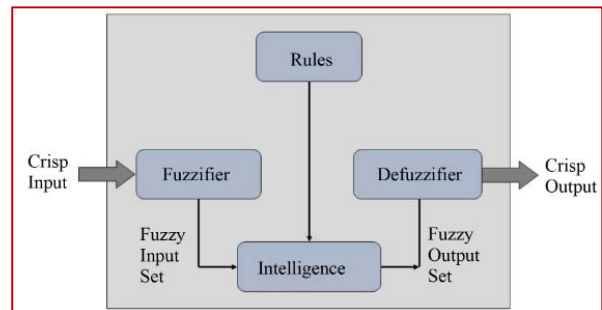 Rules
Crisp
Input
Fuzzifier
Defuzzifier
Crisp
Output
Fuzzy
Input
Set
Intelligence
Fuzzy
Output
Set